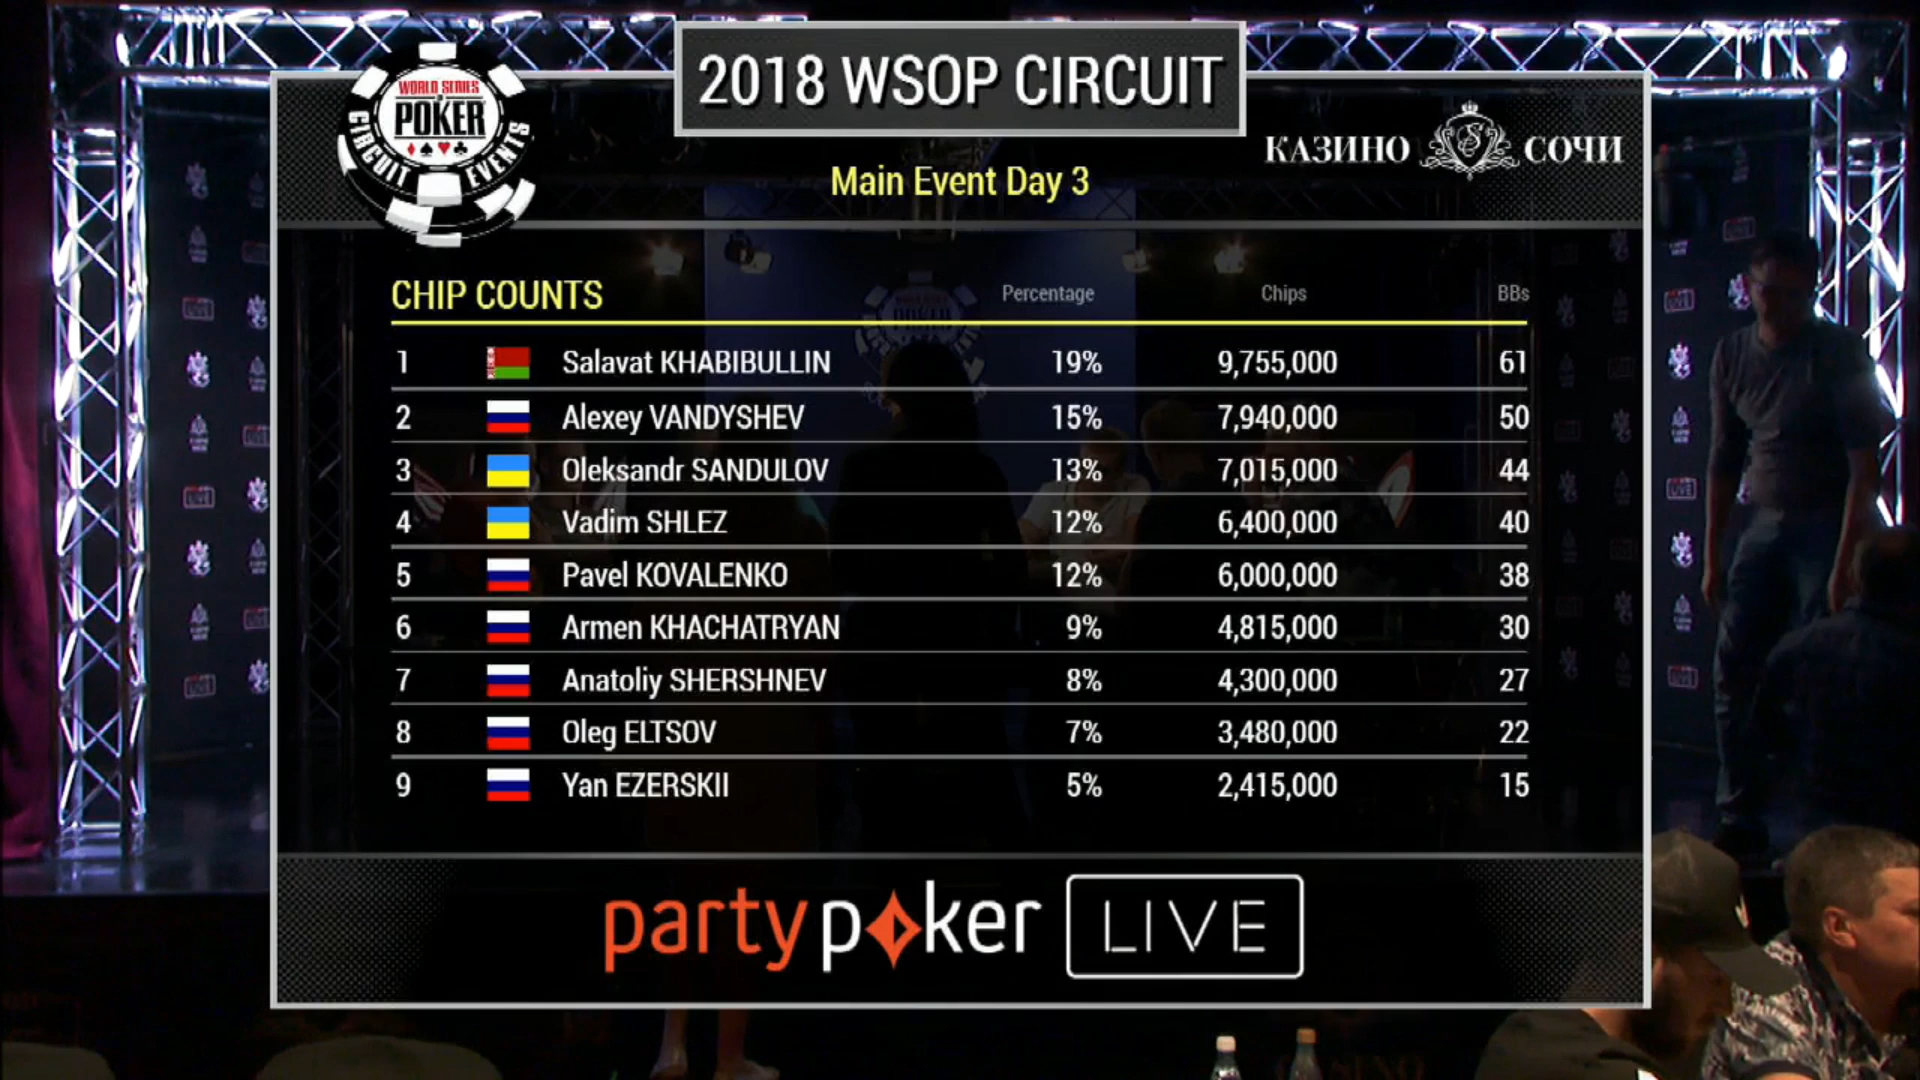 2018 WSOP CIRCUIT
WORLD SERIES
POKER
CIRCUIT EVENTS
КАЗИНО СОЧИ
Main Event Day 3
CHIP COUNTS Percentage Chips BBs
1 Salavat KHABIBULLIN 19% 9,755,000 61
2 Alexey VANDYSHEV 15% 7,940,000 50
3 Oleksandr SANDULOV 13% 7,015,000 44
4 Vadim SHLEZ 12% 6,400,000 40
5 Pavel KOVALENKO 12% 6,000,000 38
6 Armen KHACHATRYAN 9% 4,815,000 30
7 Anatoliy SHERSHNEV 8% 4,300,000 27
8 Oleg ELTSOV 7% 3,480,000 22
9 Yan EZERSKII 5% 2,415,000 15
partypoker LIVE